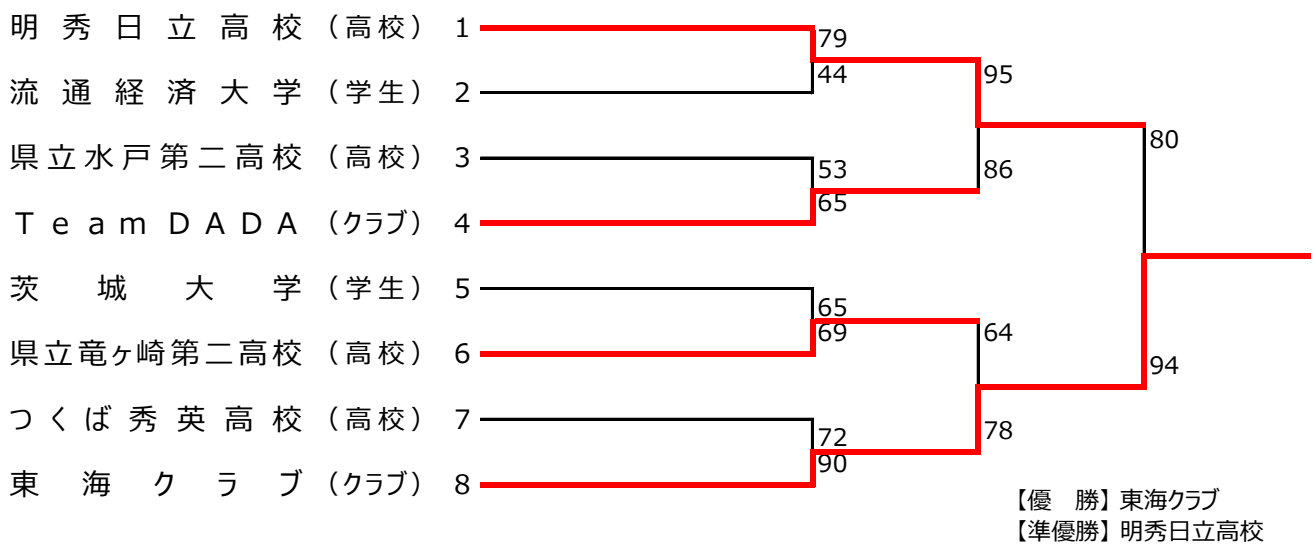 明秀日立高校（高校） 1
79
95
流通経済大学（学生） 2
44
80
県立水戸第二高校（高校） 3
53
86
TeamDADA（クラブ） 4
65
茨城大学（学生） 5
65
64
県立竜ヶ崎第二高校（高校） 6
69
94
つくば秀英高校（高校） 7
72
78
東海クラブ（クラブ） 8
90
【優　勝】東海クラブ
【準優勝】明秀日立高校